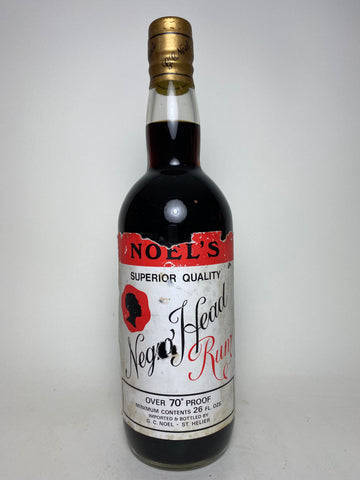 NOEL'S
SUPERIOR QUALITY
Negro Head
Rum
OVER 70° PROOF
MINIMUM CONTENTS 26 FL. OZS.
IMPORTED & BOTTLED BY
G. C. NOEL · ST. HELIER